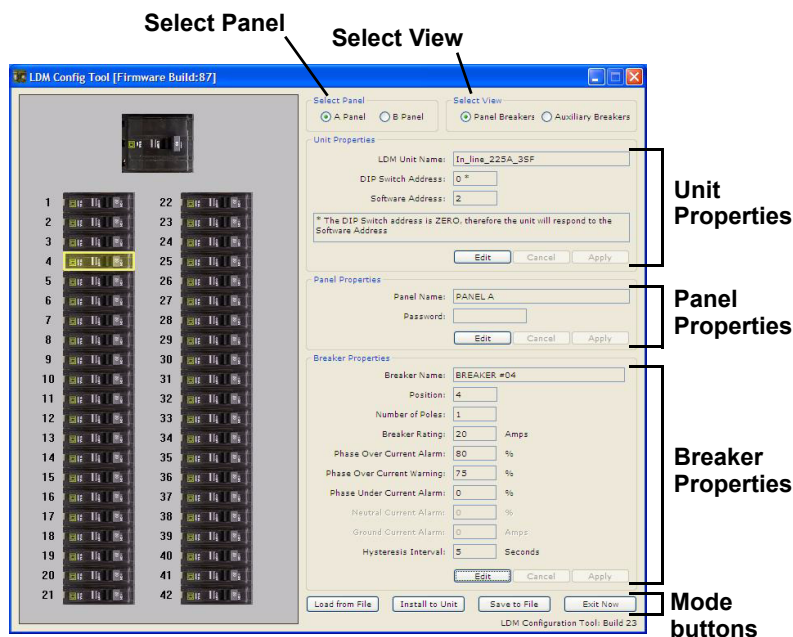 Select Panel
Select View
LDM Config Tool [Firmware Build:87]
Select Panel
A Panel
B Panel
Select View
Panel Breakers
Auxiliary Breakers
Unit Properties
LDM Unit Name: In_line_225A_3SF
DIP Switch Address: 0 *
Software Address: 2
* The DIP Switch address is ZERO, therefore the unit will respond to the
Software Address
Edit Cancel Apply
Unit
Properties
Panel Properties
Panel Name: PANEL A
Password:
Edit Cancel Apply
Panel
Properties
Breaker Properties
Breaker Name: BREAKER #04
Position: 4
Number of Poles: 1
Breaker Rating: 20 Amps
Phase Over Current Alarm: 80 %
Phase Over Current Warning: 75 %
Phase Under Current Alarm: 0 %
Neutral Current Alarm: 0 %
Ground Current Alarm: 0 Amps
Hysteresis Interval: 5 Seconds
Edit Cancel Apply
Breaker
Properties
1 22
2 23
3 24
4 25
5 26
6 27
7 28
8 29
9 30
10 31
11 32
12 33
13 34
14 35
15 36
16 37
17 38
18 39
19 40
20 41
21 42
Load from File Install to Unit Save to File Exit Now
Mode
buttons
LDM Configuration Tool: Build 23